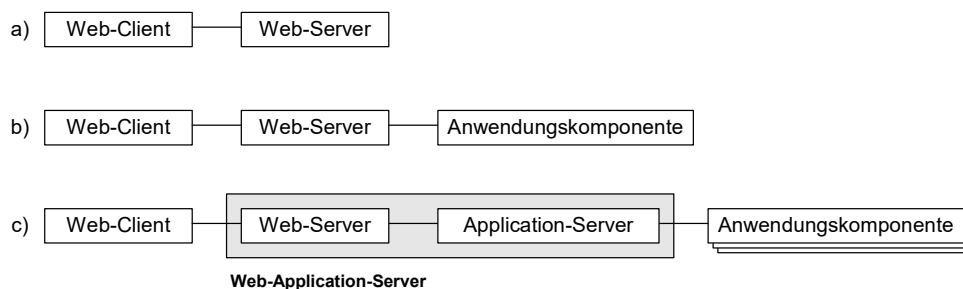 a) Web-Client Web-Server
b) Web-Client Web-Server Anwendungskomponente
c) Web-Client Web-Server Application-Server Anwendungskomponente
Web-Application-Server